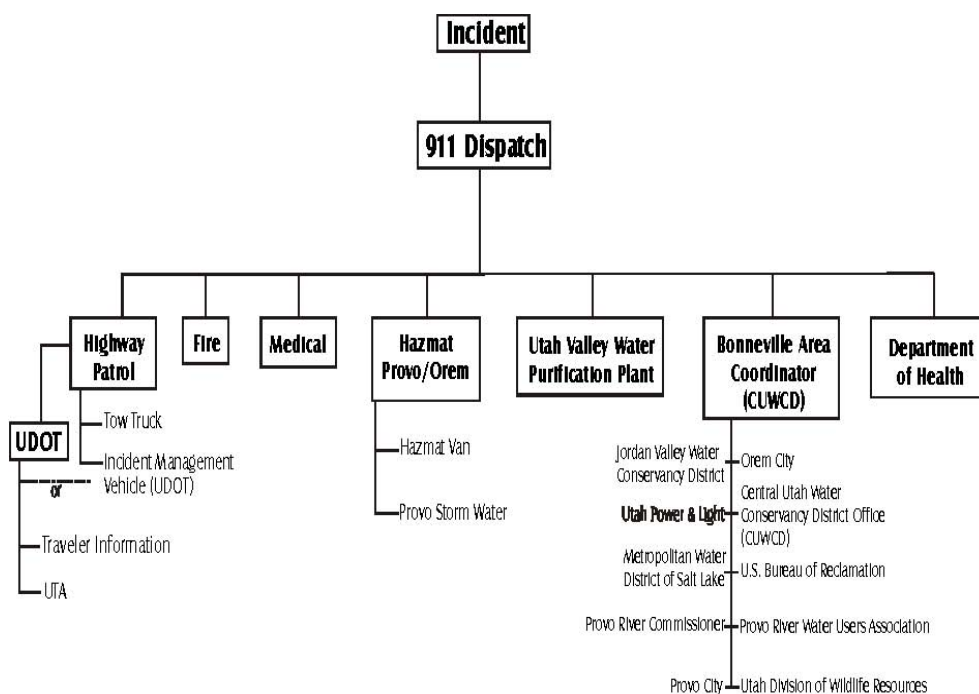 Incident
911 Dispatch
Highway
Patrol
Fire
Medical
Hazmat
Provo/Orem
Utah Valley Water
Purification Plant
Bonneville Area
Coordinator
(CUWCD)
Department
of Health
UDOT
Tow Truck
Incident Management
Vehicle (UDOT)
or
Traveler Information
UTA
Hazmat Van
Provo Storm Water
Jordan Valley Water
Conservancy District
Orem City
Utah Power & Light
Central Utah Water
Conservancy District Office
(CUWCD)
Metropolitan Water
District of Salt Lake
U.S. Bureau of Reclamation
Provo River Commissioner
Provo River Water Users Association
Provo City
Utah Division of Wildlife Resources